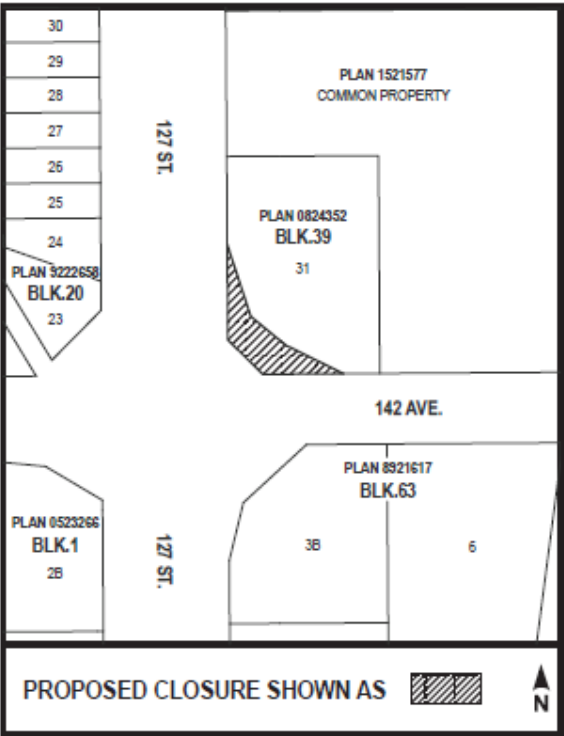 30
29
28
27
26
25
24
PLAN 9222658
BLK.20
23
127 ST.
PLAN 1521577
COMMON PROPERTY
PLAN 0824352
BLK.39
31
142 AVE.
PLAN 8921617
BLK.63
3B
6
PLAN 0523266
BLK.1
2B
127 ST.
PROPOSED CLOSURE SHOWN AS
N